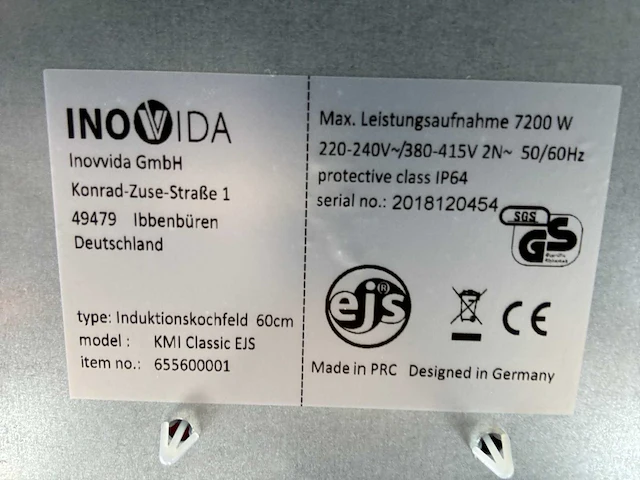 INOVVIDA
Inovvida GmbH
Konrad-Zuse-Straße 1
49479 Ibbenbüren
Deutschland
type: Induktionskochfeld 60cm
model : KMI Classic EJS
item no.: 655600001
Max. Leistungsaufnahme 7200 W
220-240V~/380-415V 2N~ 50/60Hz
protective class IP64
serial no.: 2018120454
SGS
GS
ejs®
CE
Made in PRC Designed in Germany